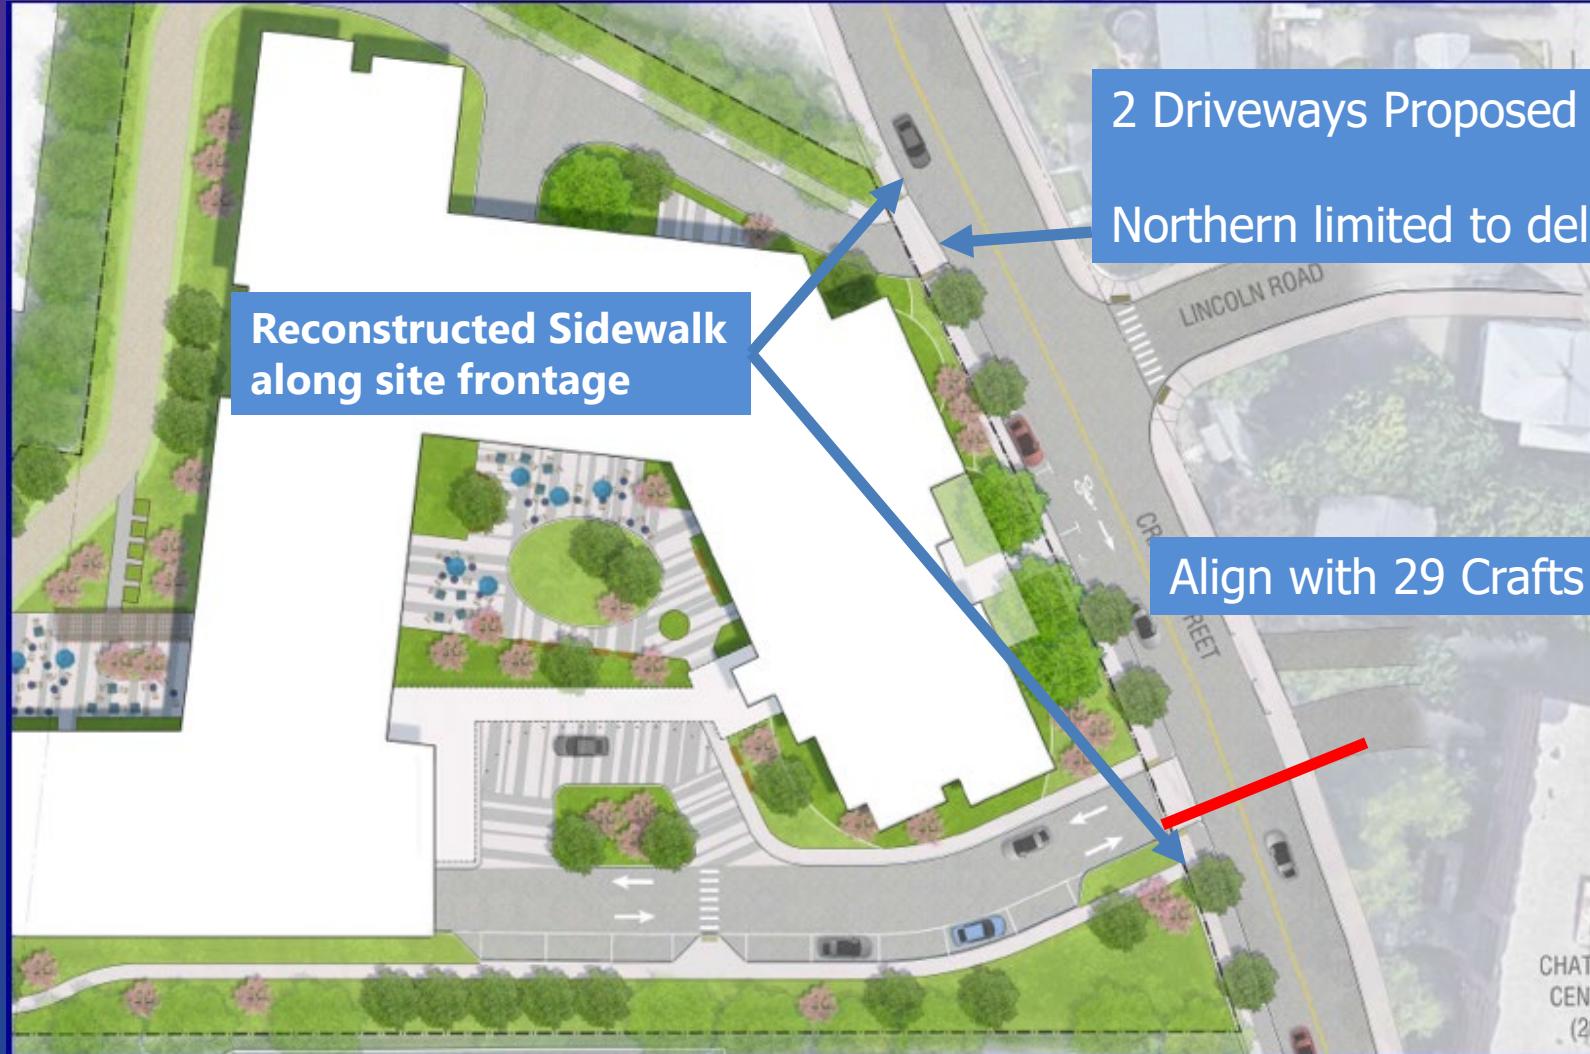 2 Driveways Proposed
Northern limited to del
LINCOLN ROAD
Reconstructed Sidewalk
along site frontage
Align with 29 Crafts
CR
REET
CHAT
CEN
(2